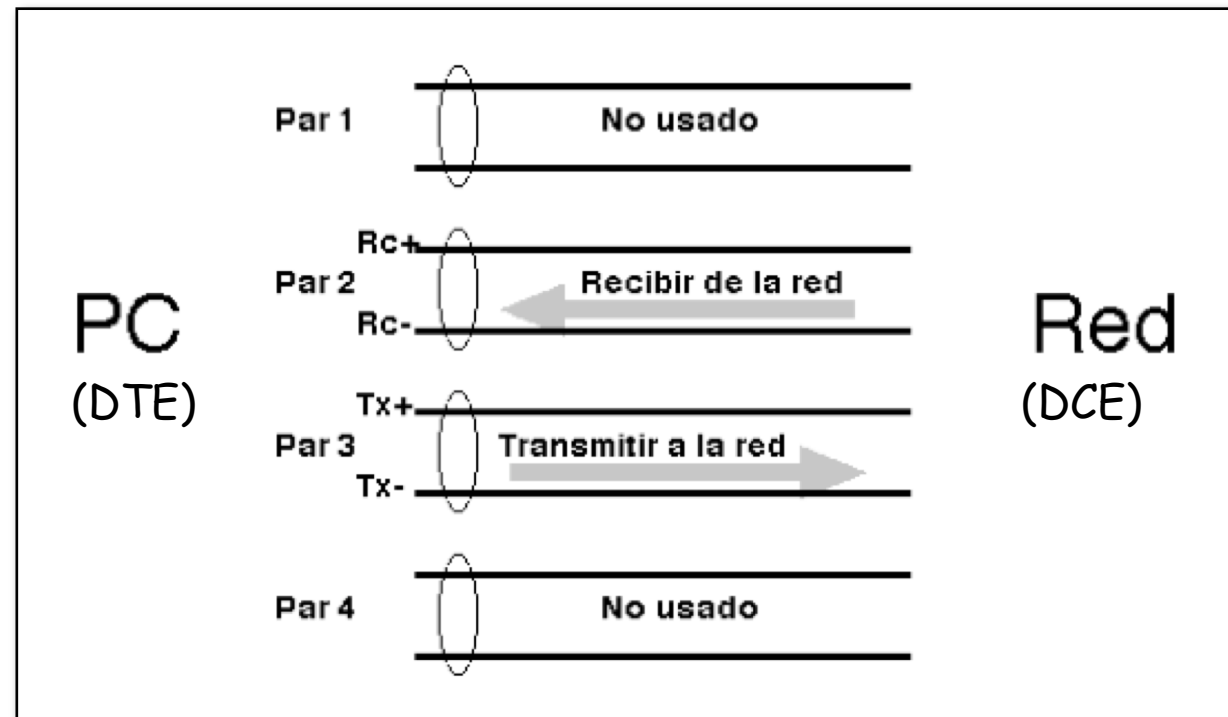 Par 1
No usado
Rc+
Par 2
Recibir de la red
Rc-
PC
(DTE)
Red
(DCE)
Tx+
Par 3
Transmitir a la red
Tx-
Par 4
No usado